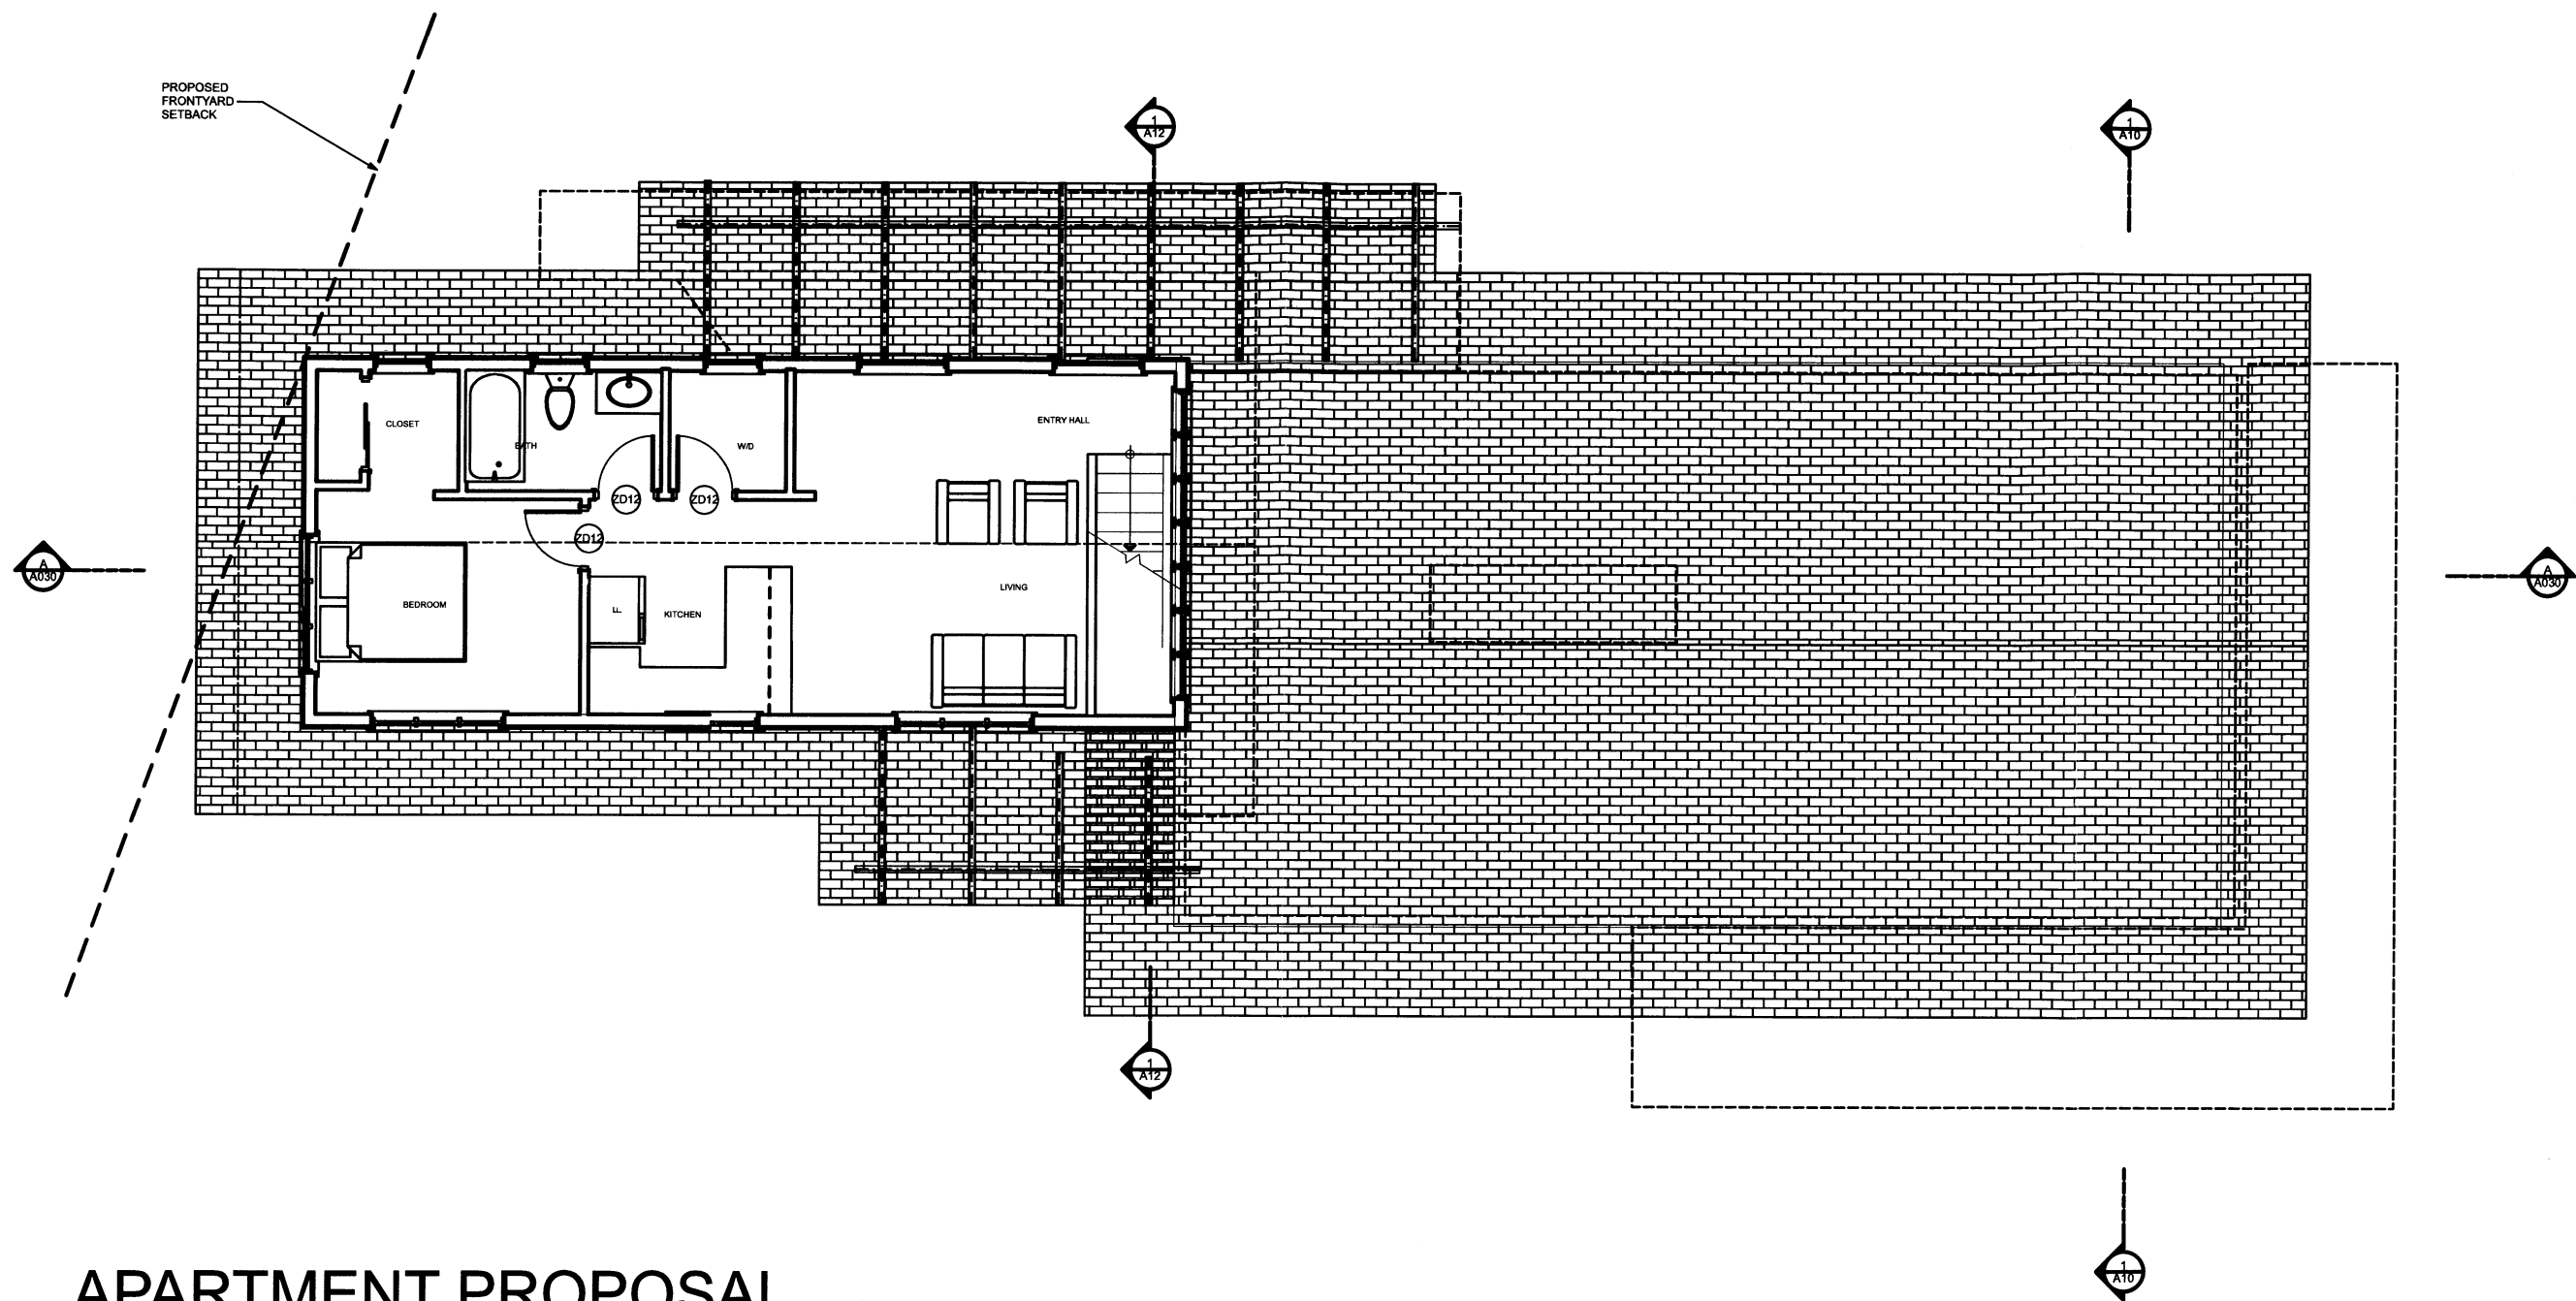 PROPOSED
FRONTYARD
SETBACK
1
A12
1
A10
CLOSET
BATH
W/D
ENTRY HALL
ZD12
ZD12
ZD12
A
A030
A
A030
LIVING
BEDROOM
KITCHEN
1
A12
1
A10
APARTMENT PROPOSAL